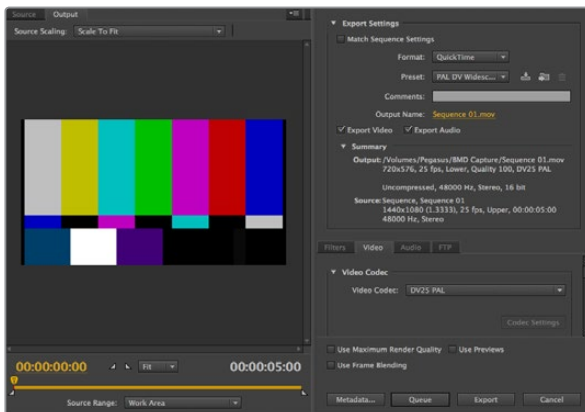 Source Output
Source Scaling: Scale To Fit
00:00:00:00 Fit 00:00:05:00
Source Range: Work Area
Export Settings
Match Sequence Settings
Format: QuickTime
Preset: PAL DV Widesc...
Comments:
Output Name: Sequence 01.mov
Export Video Export Audio
Summary
Output: /Volumes/Pegasus/BMD Capture/Sequence 01.mov
720x576, 25 fps, Lower, Quality 100, DV25 PAL
Uncompressed, 48000 Hz, Stereo, 16 bit
Source: Sequence, Sequence 01
1440x1080 (1.3333), 25 fps, Upper, 00:00:05:00
48000 Hz, Stereo
Filters Video Audio FTP
Video Codec
Video Codec: DV25 PAL
Codec Settings
Use Maximum Render Quality Use Previews
Use Frame Blending
Metadata... Queue Export Cancel